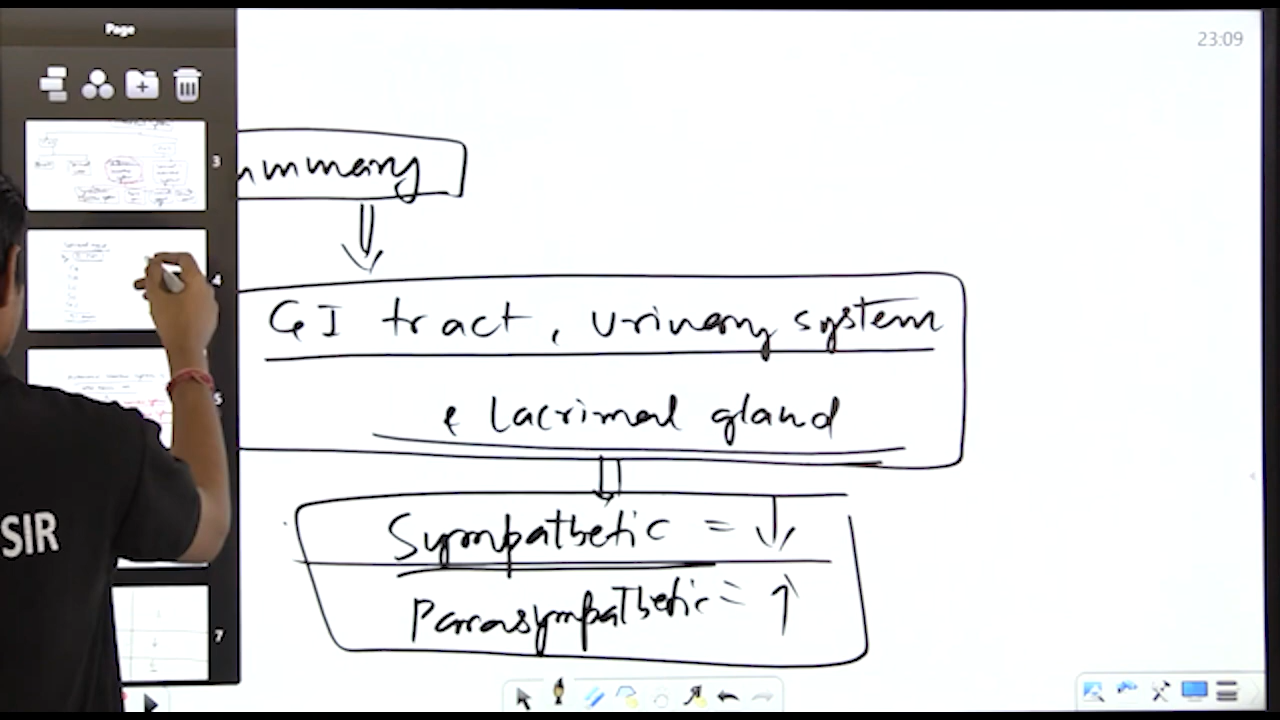 Page
23:09
3
ummary
4
GI tract, urinary system
& Lacrimal gland
5
SIR
Sympathetic = ↓
Parasympathetic = ↑
7